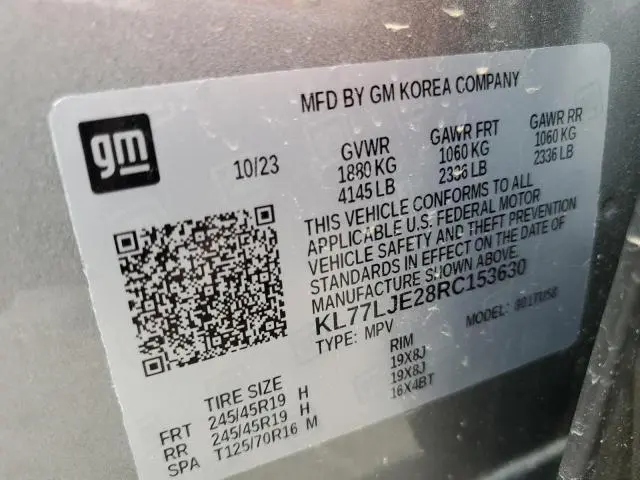 MFD BY GM KOREA COMPANY
gm
10/23
GVWR
1880 KG
4145 LB
GAWR FRT
1060 KG
2336 LB
GAWR RR
1060 KG
2336 LB
THIS VEHICLE CONFORMS TO ALL
APPLICABLE U.S. FEDERAL MOTOR
VEHICLE SAFETY AND THEFT PREVENTION
STANDARDS IN EFFECT ON THE DATE OF
MANUFACTURE SHOWN ABOVE.
KL77LJE28RC153630
TYPE: MPV
MODEL:
TIRE SIZE
RIM
FRT 245/45R19 H 19X8J
RR 245/45R19 H 19X8J
SPA T125/70R16 M 16X4BT